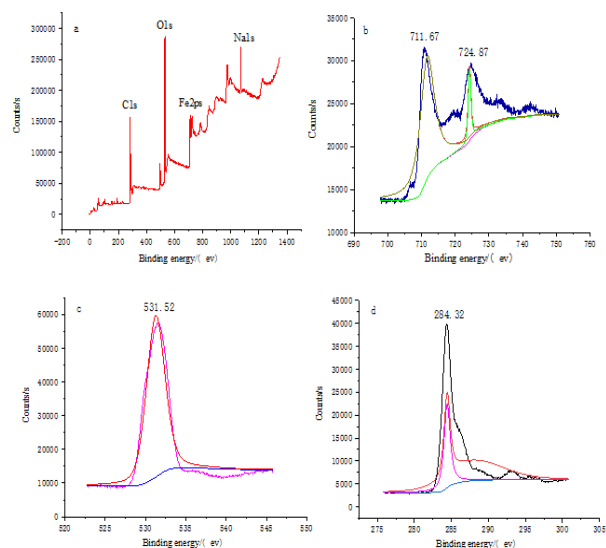 a
O1s
Na1s
C1s
Fe2ps
Counts/s
300000
250000
200000
150000
100000
50000
0
-200 0 200 400 600 800 1000 1200 1400
Binding energy/( ev)
b
711.67
724.87
Counts/s
35000
30000
25000
20000
15000
10000
690 700 710 720 730 740 750 760
Binding energy/( ev)
c
531.52
Counts/s
60000
50000
40000
30000
20000
10000
0
520 525 530 535 540 545 550
Binding energy/( ev)
d
284.32
Counts/s
45000
40000
35000
30000
25000
20000
15000
10000
5000
0
275 280 285 290 295 300 305
Binding energy/( ev)